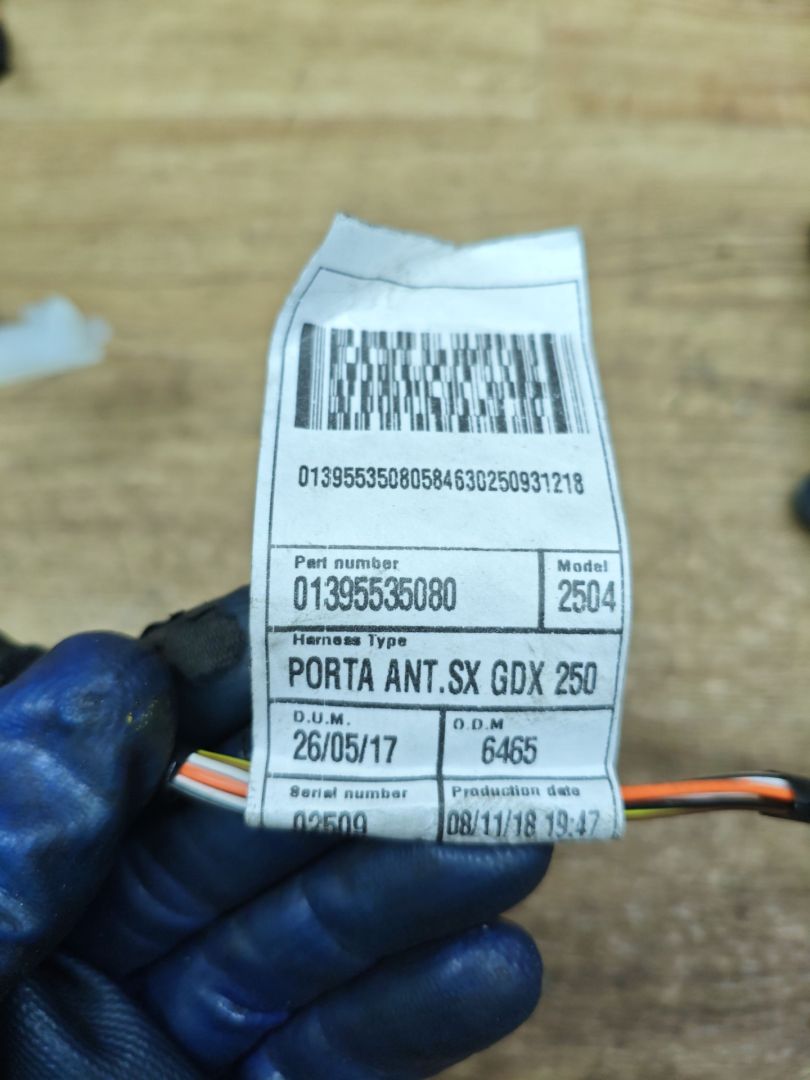 01395535080584630250931218
Part number
01395535080
Model
2504
Harness Type
PORTA ANT.SX GDX 250
D.U.M.
26/05/17
O.D.M
6465
Serial number
02509
Production date
08/11/18 19:47